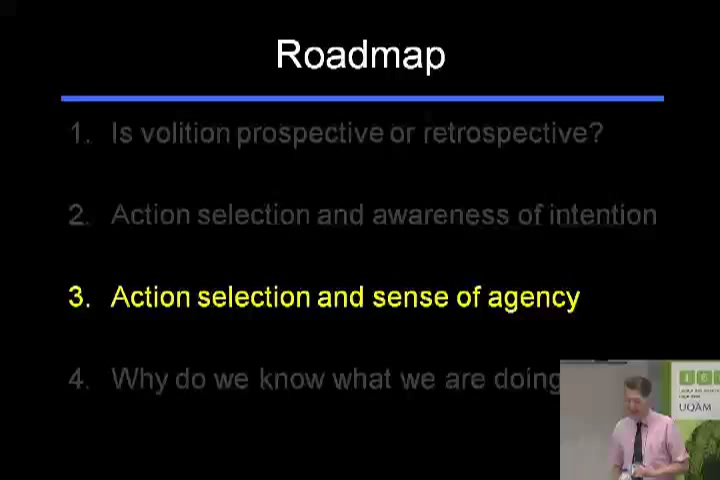 Roadmap
1. Is volition prospective or retrospective?
2. Action selection and awareness of intention
3. Action selection and sense of agency
4. Why do we know what we are doing
UQÀM